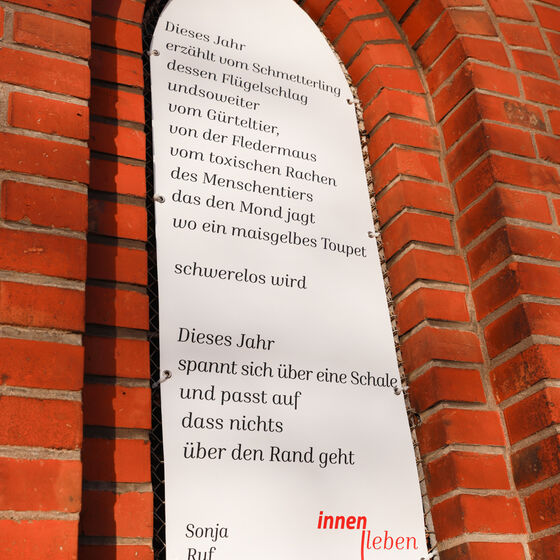 Dieses Jahr
erzählt vom Schmetterling
dessen Flügelschlag
undsoweiter
vom Gürteltier,
von der Fledermaus
vom toxischen Rachen
des Menschentiers
das den Mond jagt
wo ein maisgelbes Toupet
schwerelos wird
Dieses Jahr
spannt sich über eine Schale
und passt auf
dass nichts
über den Rand geht
Sonja
Ruf
innen
leben